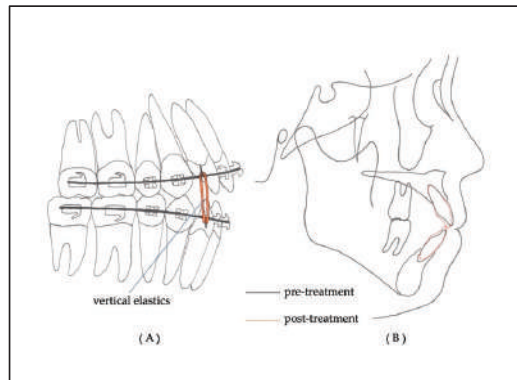 vertical elastics
pre-treatment
post-treatment
( A )
( B )